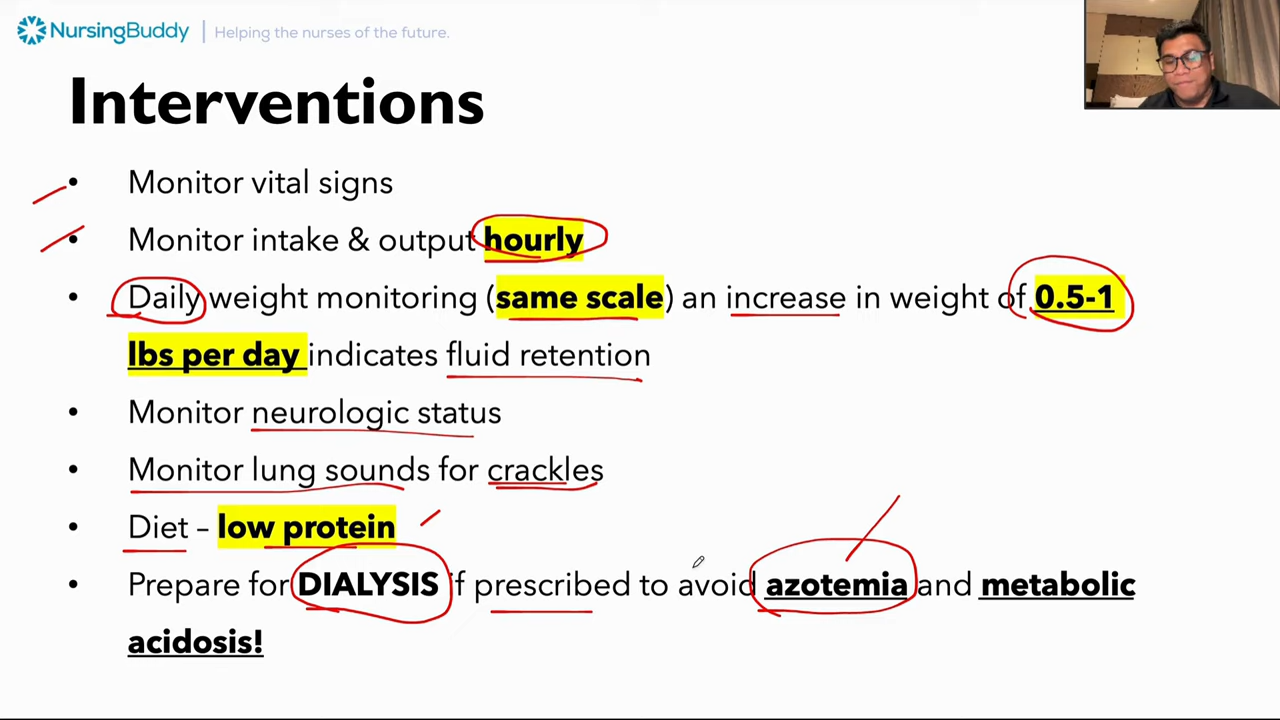 NursingBuddy | Helping the nurses of the future.
Interventions
• Monitor vital signs
• Monitor intake & output hourly
• Daily weight monitoring (same scale) an increase in weight of 0.5-1
lbs per day indicates fluid retention
• Monitor neurologic status
• Monitor lung sounds for crackles
• Diet – low protein
• Prepare for DIALYSIS if prescribed to avoid azotemia and metabolic
acidosis!